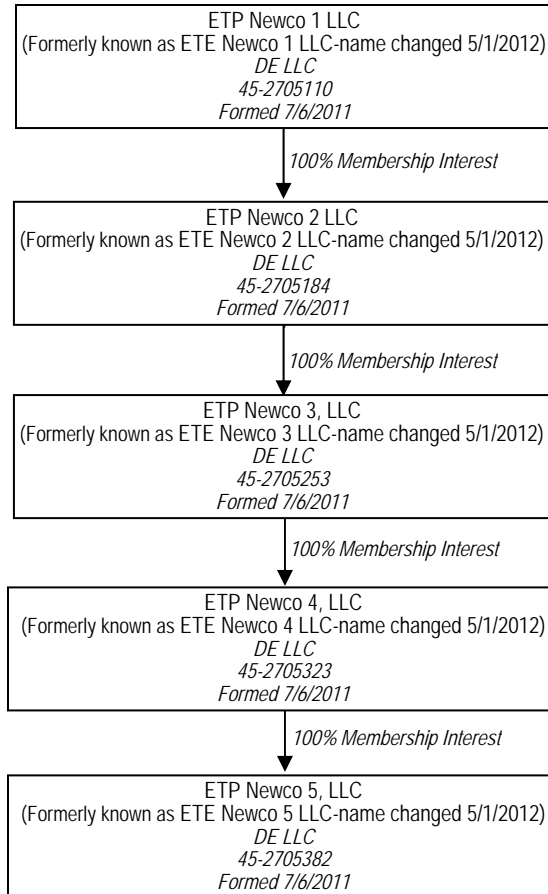 ETP Newco 1 LLC
(Formerly known as ETE Newco 1 LLC-name changed 5/1/2012)
DE LLC
45-2705110
Formed 7/6/2011
100% Membership Interest
ETP Newco 2 LLC
(Formerly known as ETE Newco 2 LLC-name changed 5/1/2012)
DE LLC
45-2705184
Formed 7/6/2011
100% Membership Interest
ETP Newco 3, LLC
(Formerly known as ETE Newco 3 LLC-name changed 5/1/2012)
DE LLC
45-2705253
Formed 7/6/2011
100% Membership Interest
ETP Newco 4, LLC
(Formerly known as ETE Newco 4 LLC-name changed 5/1/2012)
DE LLC
45-2705323
Formed 7/6/2011
100% Membership Interest
ETP Newco 5, LLC
(Formerly known as ETE Newco 5 LLC-name changed 5/1/2012)
DE LLC
45-2705382
Formed 7/6/2011